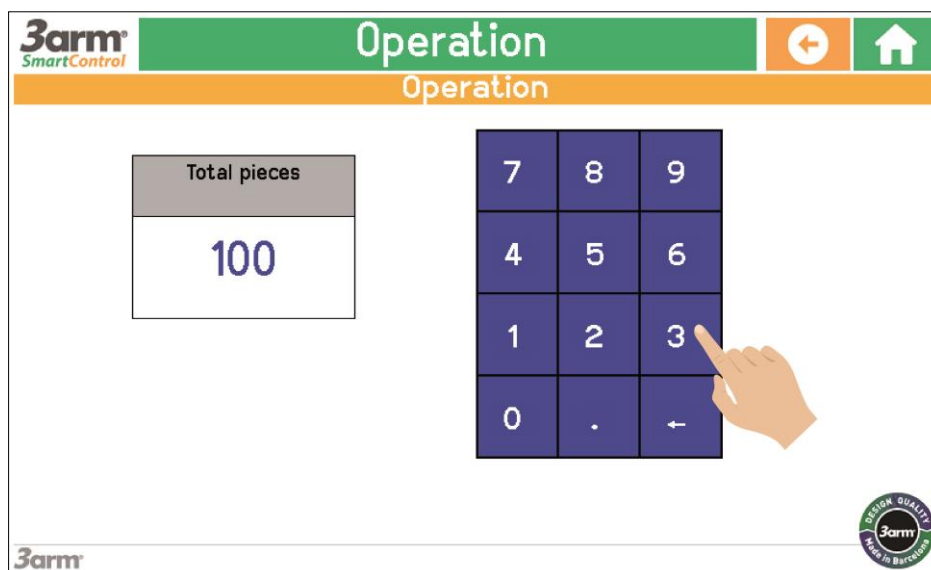 3arm®
SmartControl
Operation
Operation
Total pieces
100
7 8 9
4 5 6
1 2 3
0 . ←
DESIGN QUALITY
3arm®
Made in Barcelona
3arm®